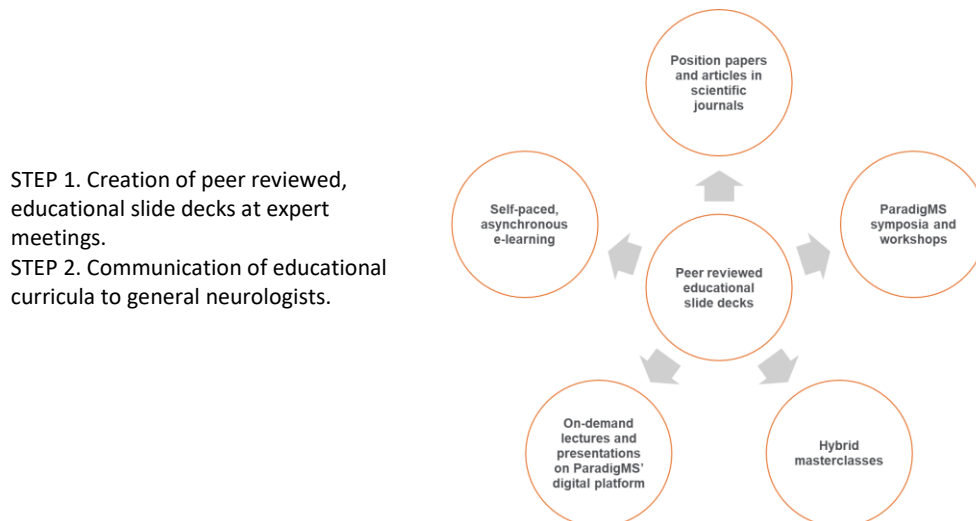 STEP 1. Creation of peer reviewed,
educational slide decks at expert
meetings.
STEP 2. Communication of educational
curricula to general neurologists.
Position papers
and articles in
scientific
journals
Self-paced,
asynchronous
e-learning
ParadigMS
symposia and
workshops
Peer reviewed
educational
slide decks
On-demand
lectures and
presentations
on ParadigMS'
digital platform
Hybrid
masterclasses